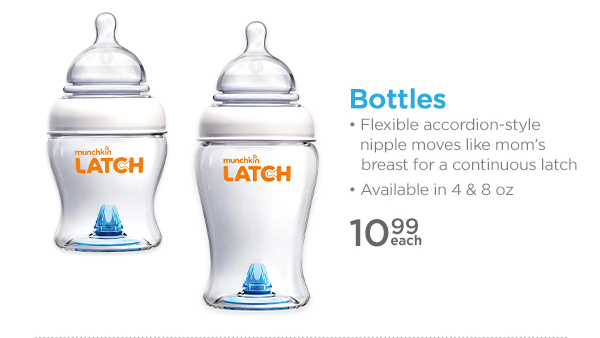 munchkin
LATCH
munchkin
LATCH
Bottles
• Flexible accordion-style
nipple moves like mom's
breast for a continuous latch
• Available in 4 & 8 oz
10 99
each